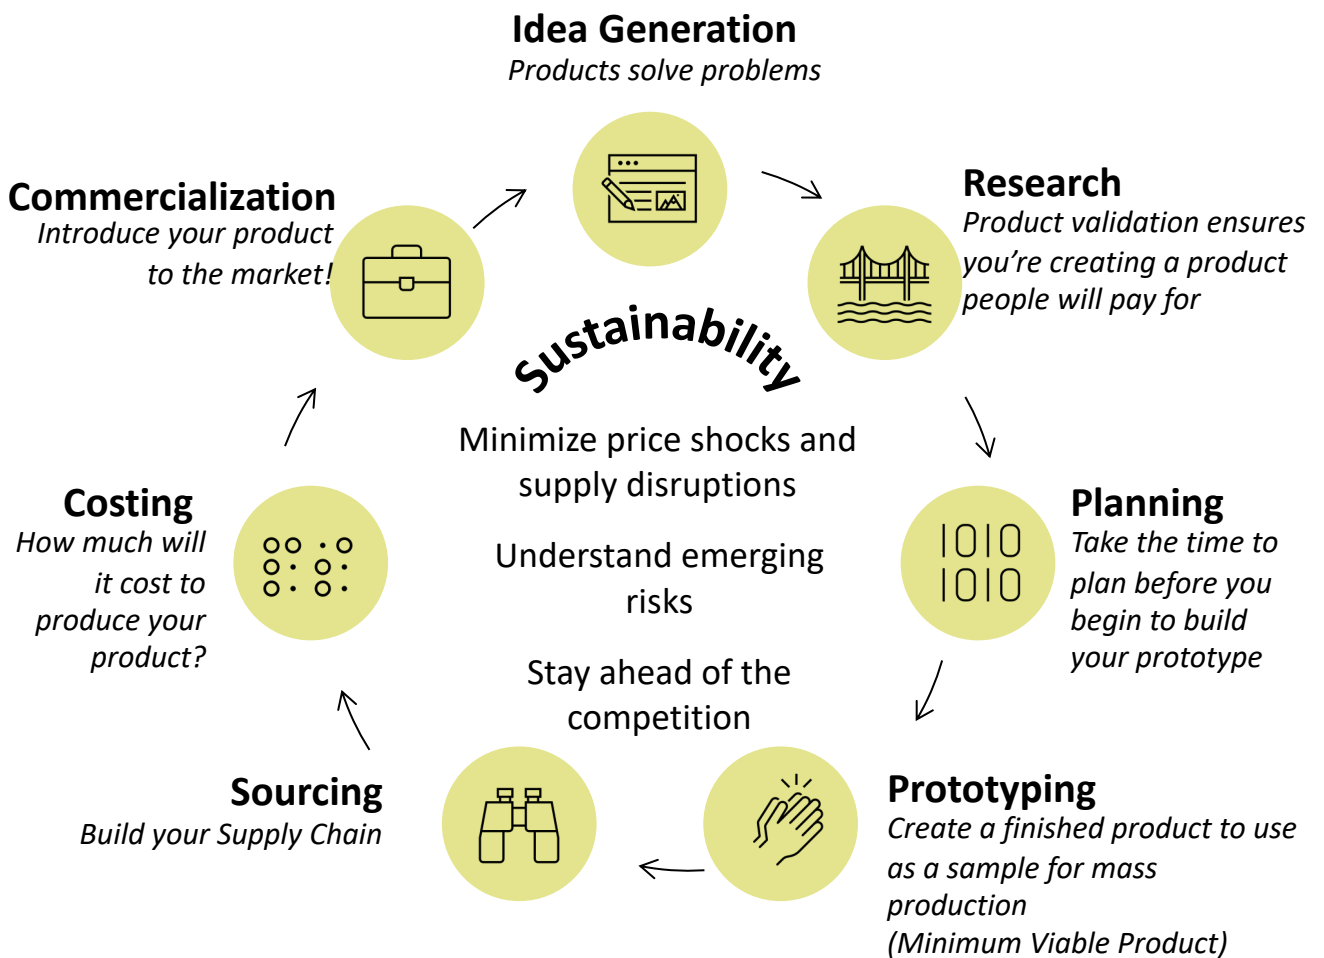 Idea Generation
Products solve problems
Research
Product validation ensures
you’re creating a product
people will pay for
Planning
Take the time to
plan before you
begin to build
your prototype
Prototyping
Create a finished product to use
as a sample for mass
production
(Minimum Viable Product)
Sourcing
Build your Supply Chain
Costing
How much will
it cost to
produce your
product?
Commercialization
Introduce your product
to the market!
Sustainability
Minimize price shocks and
supply disruptions
Understand emerging
risks
Stay ahead of the
competition
1010
1010